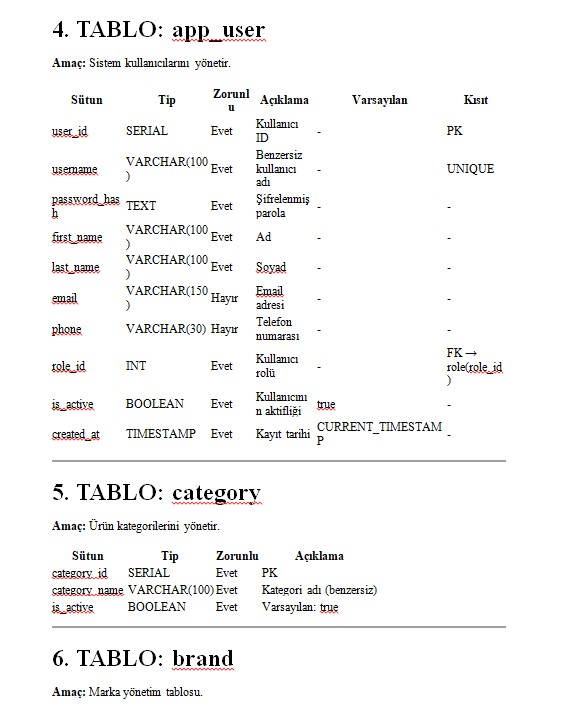 4. TABLO: app_user
Amaç: Sistem kullanıcılarını yönetir.
Sütun Tip Zorunlu Açıklama Varsayılan Kısıt
user_id SERIAL Evet Kullanıcı ID - PK
username VARCHAR(100) Evet Benzersiz kullanıcı adı - UNIQUE
password_hash TEXT Evet Şifrelenmiş parola - -
first_name VARCHAR(100) Evet Ad - -
last_name VARCHAR(100) Evet Soyad - -
email VARCHAR(150) Hayır Email adresi - -
phone VARCHAR(30) Hayır Telefon numarası - -
role_id INT Evet Kullanıcı rolü - FK → role(role_id)
is_active BOOLEAN Evet Kullanıcının aktifliği true -
created_at TIMESTAMP Evet Kayıt tarihi CURRENT_TIMESTAMP -
5. TABLO: category
Amaç: Ürün kategorilerini yönetir.
Sütun Tip Zorunlu Açıklama
category_id SERIAL Evet PK
category_name VARCHAR(100) Evet Kategori adı (benzersiz)
is_active BOOLEAN Evet Varsayılan: true
6. TABLO: brand
Amaç: Marka yönetim tablosu.